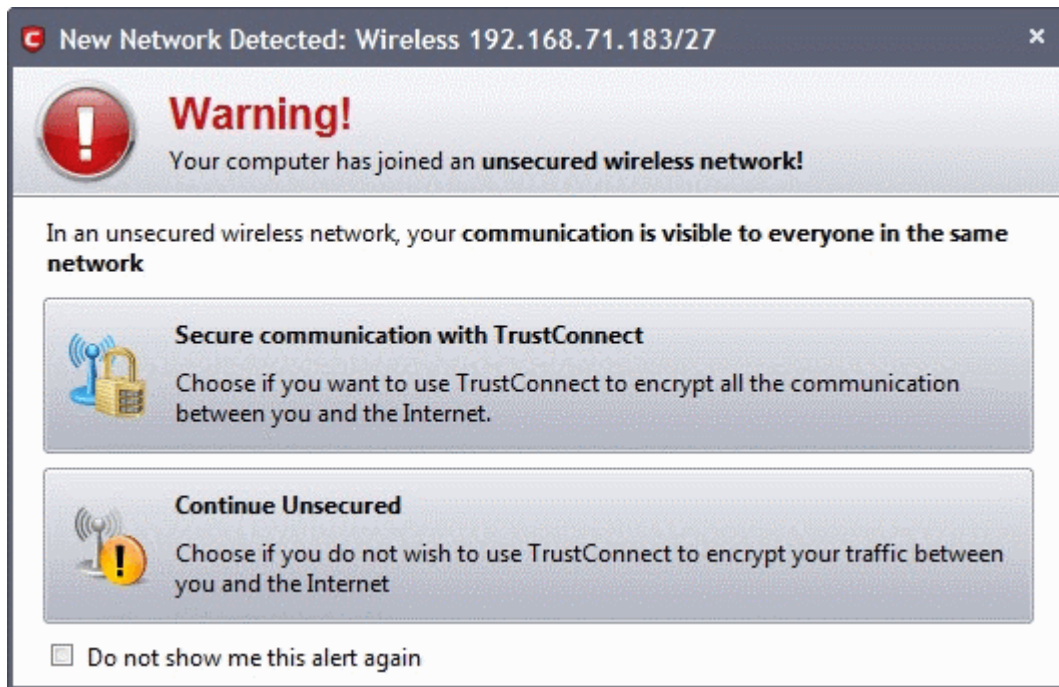 New Network Detected: Wireless 192.168.71.183/27
Warning!
Your computer has joined an unsecured wireless network!
In an unsecured wireless network, your communication is visible to everyone in the same
network
Secure communication with TrustConnect
Choose if you want to use TrustConnect to encrypt all the communication
between you and the Internet.
Continue Unsecured
Choose if you do not wish to use TrustConnect to encrypt your traffic between
you and the Internet
Do not show me this alert again